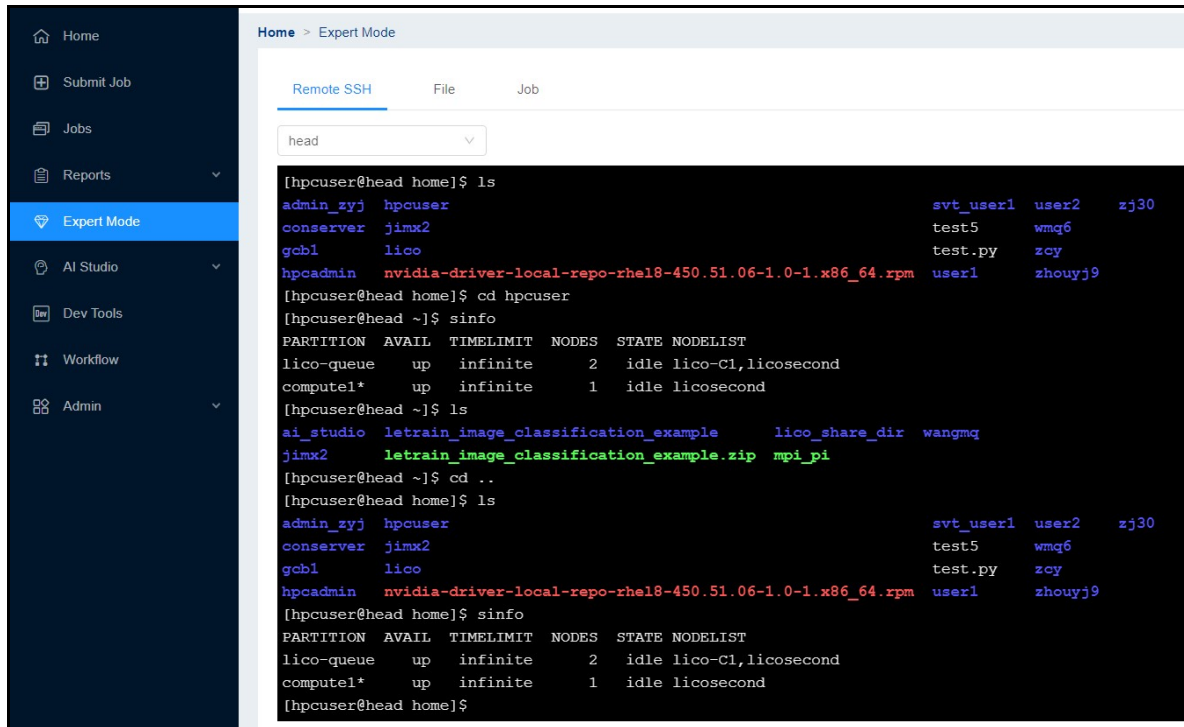 Home
Submit Job
Jobs
Reports
Expert Mode
AI Studio
Dev Dev Tools
Workflow
Admin
Home > Expert Mode
Remote SSH File Job
head
[hpcuser@head home]$ ls
admin_zyj hpcuser svt_user1 user2 zj30
conserver jimx2 test5 wmq6
gcb1 lico test.py zcy
hpcadmin nvidia-driver-local-repo-rhel8-450.51.06-1.0-1.x86_64.rpm user1 zhouyj9
[hpcuser@head home]$ cd hpcuser
[hpcuser@head ~]$ sinfo
PARTITION AVAIL TIMELIMIT NODES STATE NODELIST
lico-queue up infinite 2 idle lico-C1,licosecond
compute1* up infinite 1 idle licosecond
[hpcuser@head ~]$ ls
ai_studio letrain_image_classification_example lico_share_dir wangmq
jimx2 letrain_image_classification_example.zip mpi_pi
[hpcuser@head ~]$ cd ..
[hpcuser@head home]$ ls
admin_zyj hpcuser svt_user1 user2 zj30
conserver jimx2 test5 wmq6
gcb1 lico test.py zcy
hpcadmin nvidia-driver-local-repo-rhel8-450.51.06-1.0-1.x86_64.rpm user1 zhouyj9
[hpcuser@head home]$ sinfo
PARTITION AVAIL TIMELIMIT NODES STATE NODELIST
lico-queue up infinite 2 idle lico-C1,licosecond
compute1* up infinite 1 idle licosecond
[hpcuser@head home]$